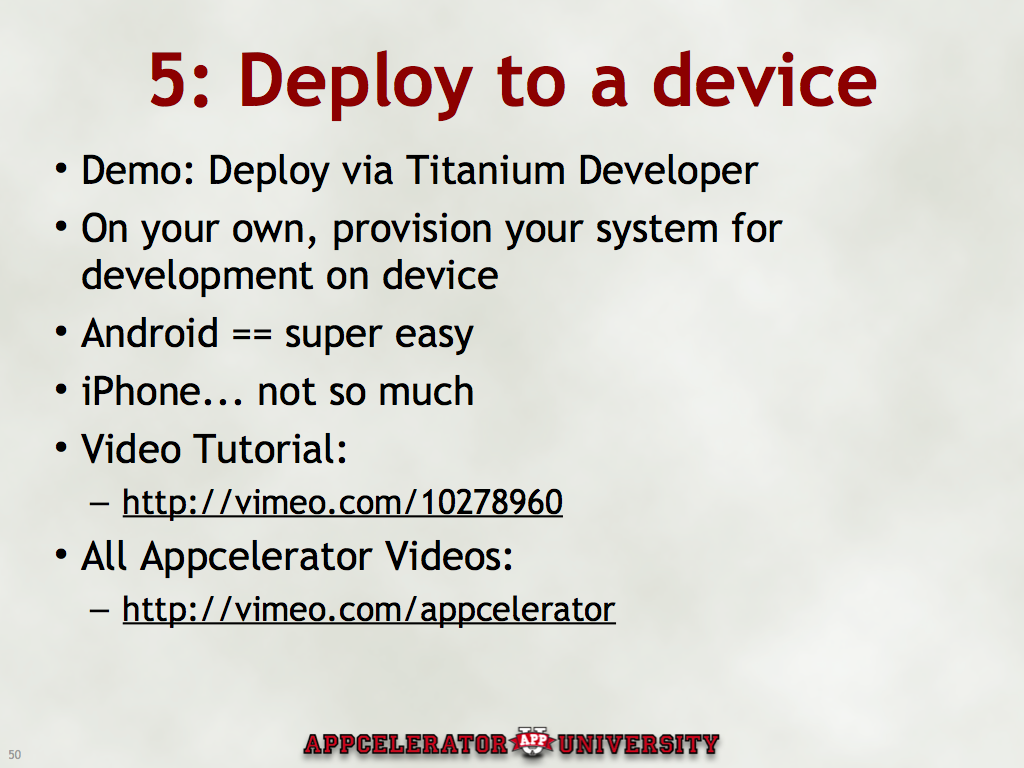 5: Deploy to a device
• Demo: Deploy via Titanium Developer
• On your own, provision your system for
development on device
• Android == super easy
• iPhone... not so much
• Video Tutorial:
– http://vimeo.com/10278960
• All Appcelerator Videos:
– http://vimeo.com/appcelerator
50
APPCELERATOR U APP UNIVERSITY